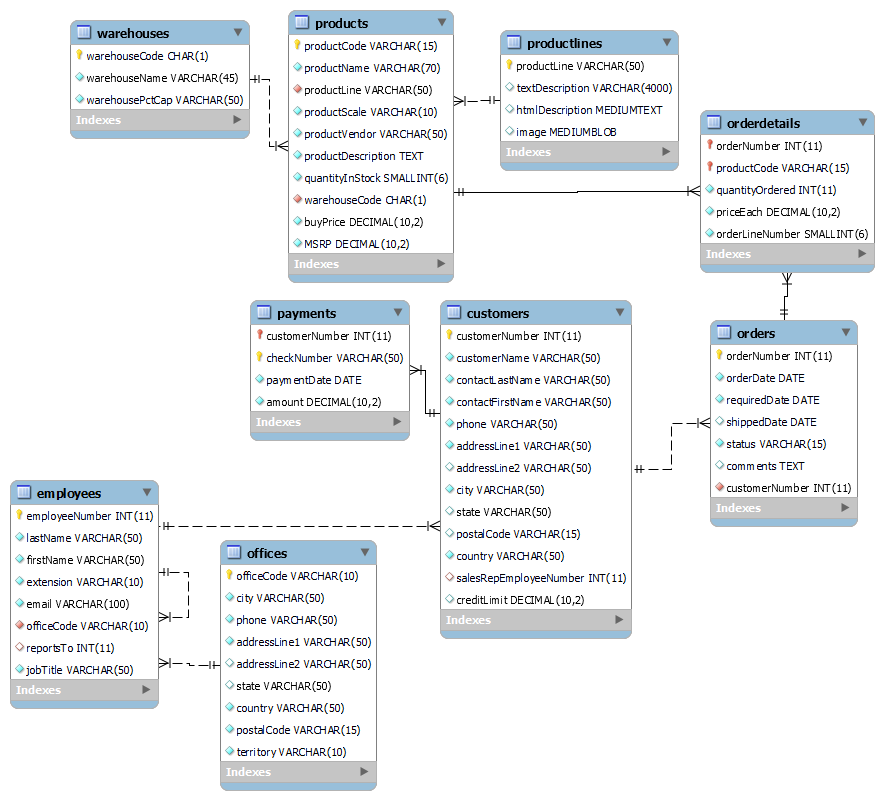 warehouses
warehouseCode CHAR(1)
warehouseName VARCHAR(45)
warehousePctCap VARCHAR(50)
Indexes
products
productCode VARCHAR(15)
productName VARCHAR(70)
productLine VARCHAR(50)
productScale VARCHAR(10)
productVendor VARCHAR(50)
productDescription TEXT
quantityInStock SMALLINT(6)
warehouseCode CHAR(1)
buyPrice DECIMAL(10,2)
MSRP DECIMAL(10,2)
Indexes
productlines
productLine VARCHAR(50)
textDescription VARCHAR(4000)
htmlDescription MEDIUMTEXT
image MEDIUMBLOB
Indexes
orderdetails
orderNumber INT(11)
productCode VARCHAR(15)
quantityOrdered INT(11)
priceEach DECIMAL(10,2)
orderLineNumber SMALLINT(6)
Indexes
payments
customerNumber INT(11)
checkNumber VARCHAR(50)
paymentDate DATE
amount DECIMAL(10,2)
Indexes
customers
customerNumber INT(11)
customerName VARCHAR(50)
contactLastName VARCHAR(50)
contactFirstName VARCHAR(50)
phone VARCHAR(50)
addressLine1 VARCHAR(50)
addressLine2 VARCHAR(50)
city VARCHAR(50)
state VARCHAR(50)
postalCode VARCHAR(15)
country VARCHAR(50)
salesRepEmployeeNumber INT(11)
creditLimit DECIMAL(10,2)
Indexes
orders
orderNumber INT(11)
orderDate DATE
requiredDate DATE
shippedDate DATE
status VARCHAR(15)
comments TEXT
customerNumber INT(11)
Indexes
employees
employeeNumber INT(11)
lastName VARCHAR(50)
firstName VARCHAR(50)
extension VARCHAR(10)
email VARCHAR(100)
officeCode VARCHAR(10)
reportsTo INT(11)
jobTitle VARCHAR(50)
Indexes
offices
officeCode VARCHAR(10)
city VARCHAR(50)
phone VARCHAR(50)
addressLine1 VARCHAR(50)
addressLine2 VARCHAR(50)
state VARCHAR(50)
country VARCHAR(50)
postalCode VARCHAR(15)
territory VARCHAR(10)
Indexes